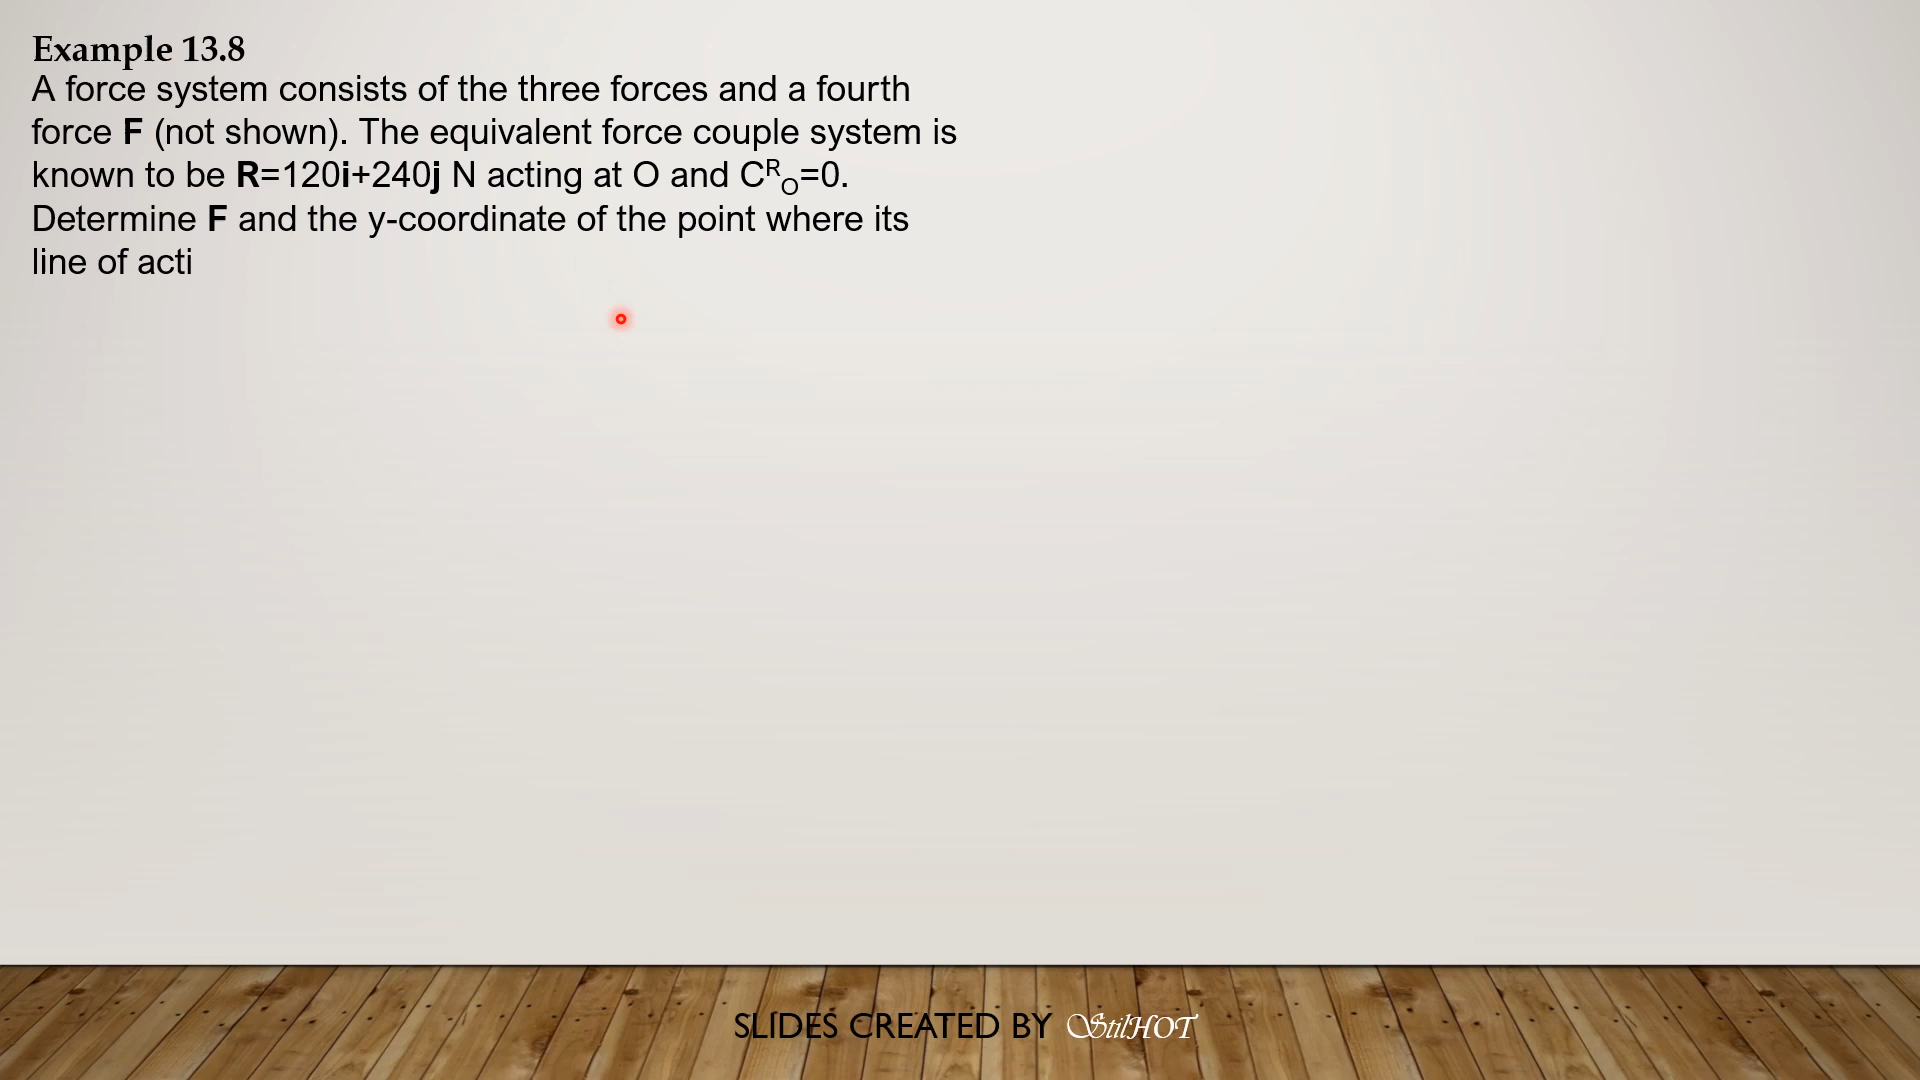 Example 13.8
A force system consists of the three forces and a fourth
force F (not shown). The equivalent force couple system is
known to be R=120i+240j N acting at O and Cᴿₒ=0.
Determine F and the y-coordinate of the point where its
line of acti
SLIDES CREATED BY StilHOT